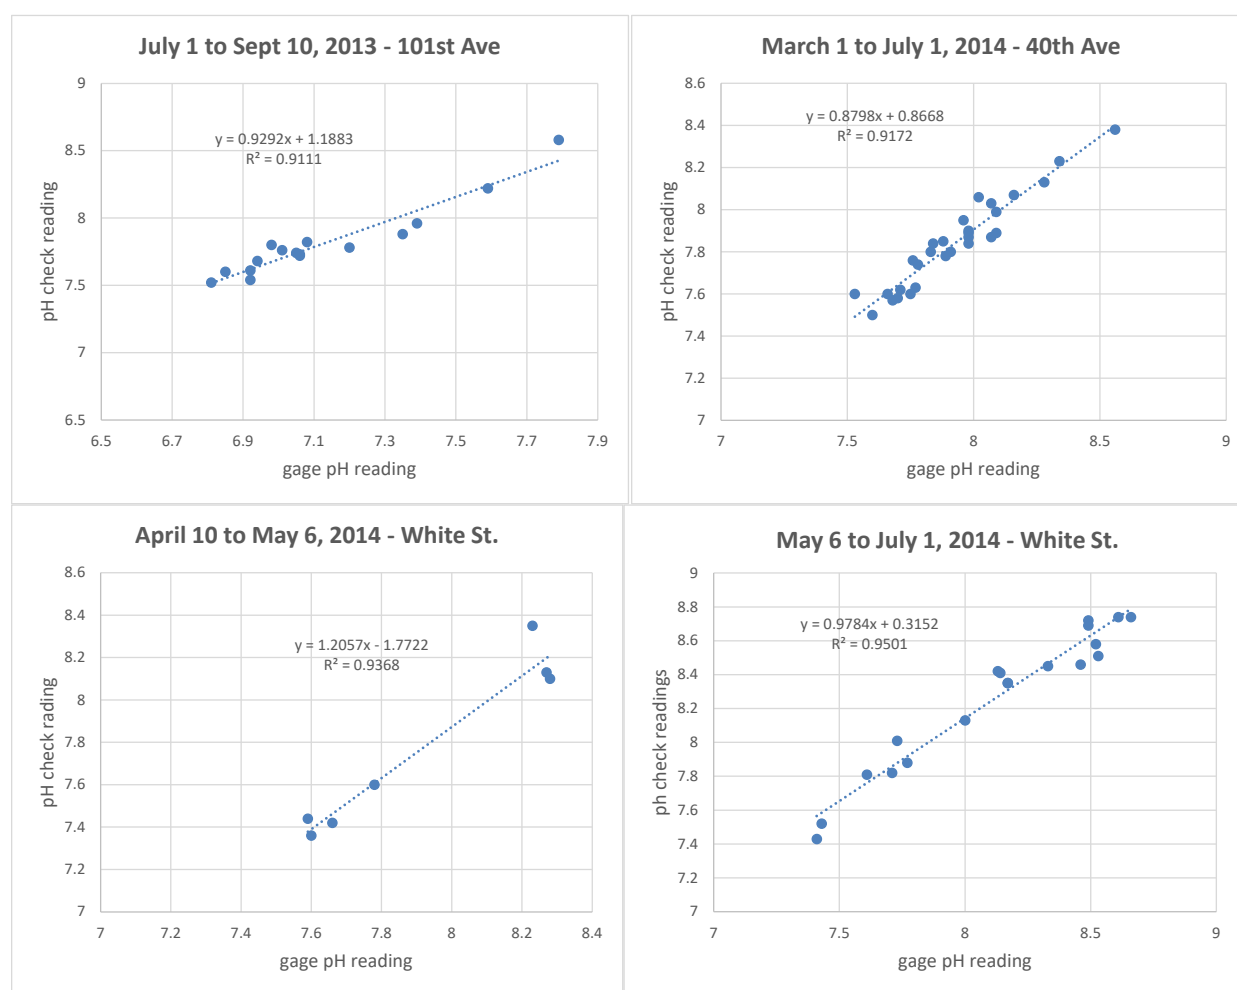 July 1 to Sept 10, 2013 - 101st Ave
9
8.5
8
7.5
7
6.5
pH check reading
y = 0.9292x + 1.1883
R² = 0.9111
6.5 6.7 6.9 7.1 7.3 7.5 7.7 7.9
gage pH reading
March 1 to July 1, 2014 - 40th Ave
8.6
8.4
8.2
8
7.8
7.6
7.4
7.2
7
pH check reading
y = 0.8798x + 0.8668
R² = 0.9172
7 7.5 8 8.5 9
gage pH reading
April 10 to May 6, 2014 - White St.
8.6
8.4
8.2
8
7.8
7.6
7.4
7.2
7
pH check rading
y = 1.2057x - 1.7722
R² = 0.9368
7 7.2 7.4 7.6 7.8 8 8.2 8.4
gage pH reading
May 6 to July 1, 2014 - White St.
9
8.8
8.6
8.4
8.2
8
7.8
7.6
7.4
7.2
7
ph check readings
y = 0.9784x + 0.3152
R² = 0.9501
7 7.5 8 8.5 9
gage pH reading